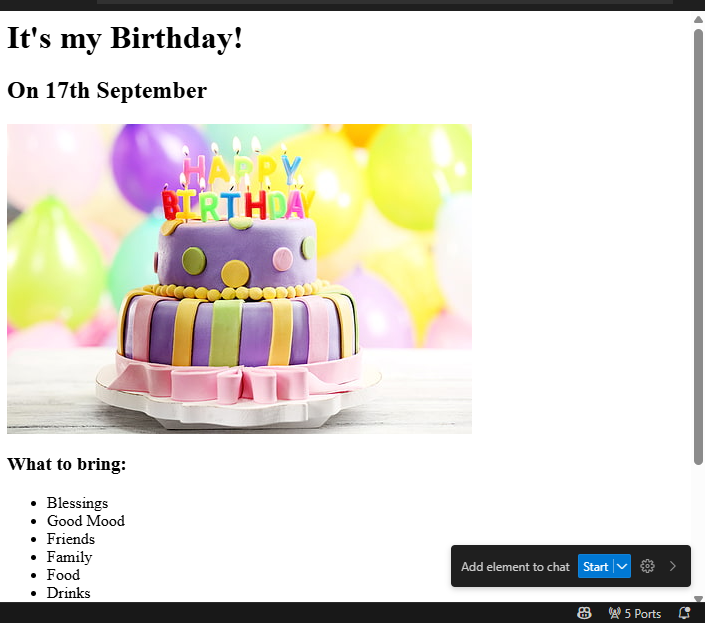 It's my Birthday!
On 17th September
HAPPY
BIRTHDAY
What to bring:
Blessings
Good Mood
Friends
Family
Food
Drinks
Add element to chat Start
5 Ports